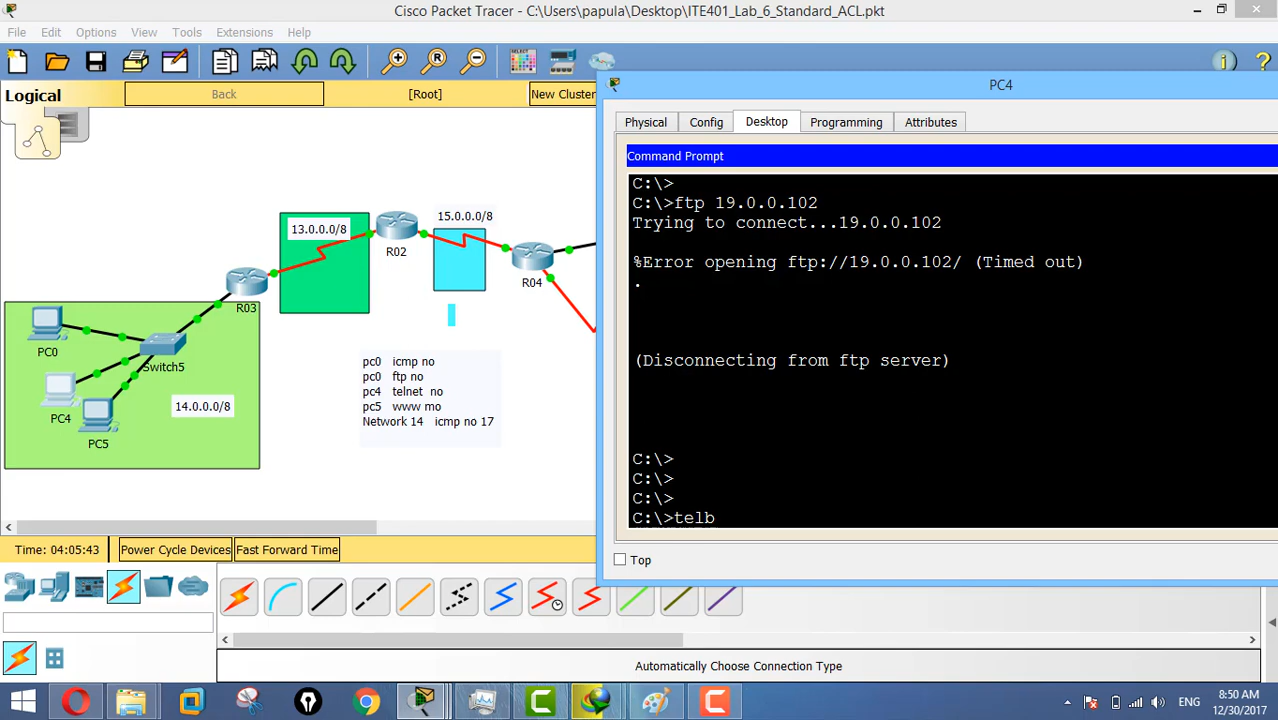 Cisco Packet Tracer - C:\Users\papula\Desktop\ITE401_Lab_6_Standard_ACL.pkt
File Edit Options View Tools Extensions Help
Logical
Back
[Root]
New Cluster
PC4
Physical Config Desktop Programming Attributes
Command Prompt
C:\>
C:\>ftp 19.0.0.102
Trying to connect...19.0.0.102
%Error opening ftp://19.0.0.102/ (Timed out)
.
(Disconnecting from ftp server)
C:\>
C:\>
C:\>
C:\>telb
Top
13.0.0.0/8
R02
15.0.0.0/8
R04
R03
PC0
Switch5
PC4
PC5
14.0.0.0/8
pc0 icmp no
pc0 ftp no
pc4 telnet no
pc5 www mo
Network 14 icmp no 17
Time: 04:05:43
Power Cycle Devices
Fast Forward Time
Automatically Choose Connection Type
ENG
8:50 AM
12/30/2017